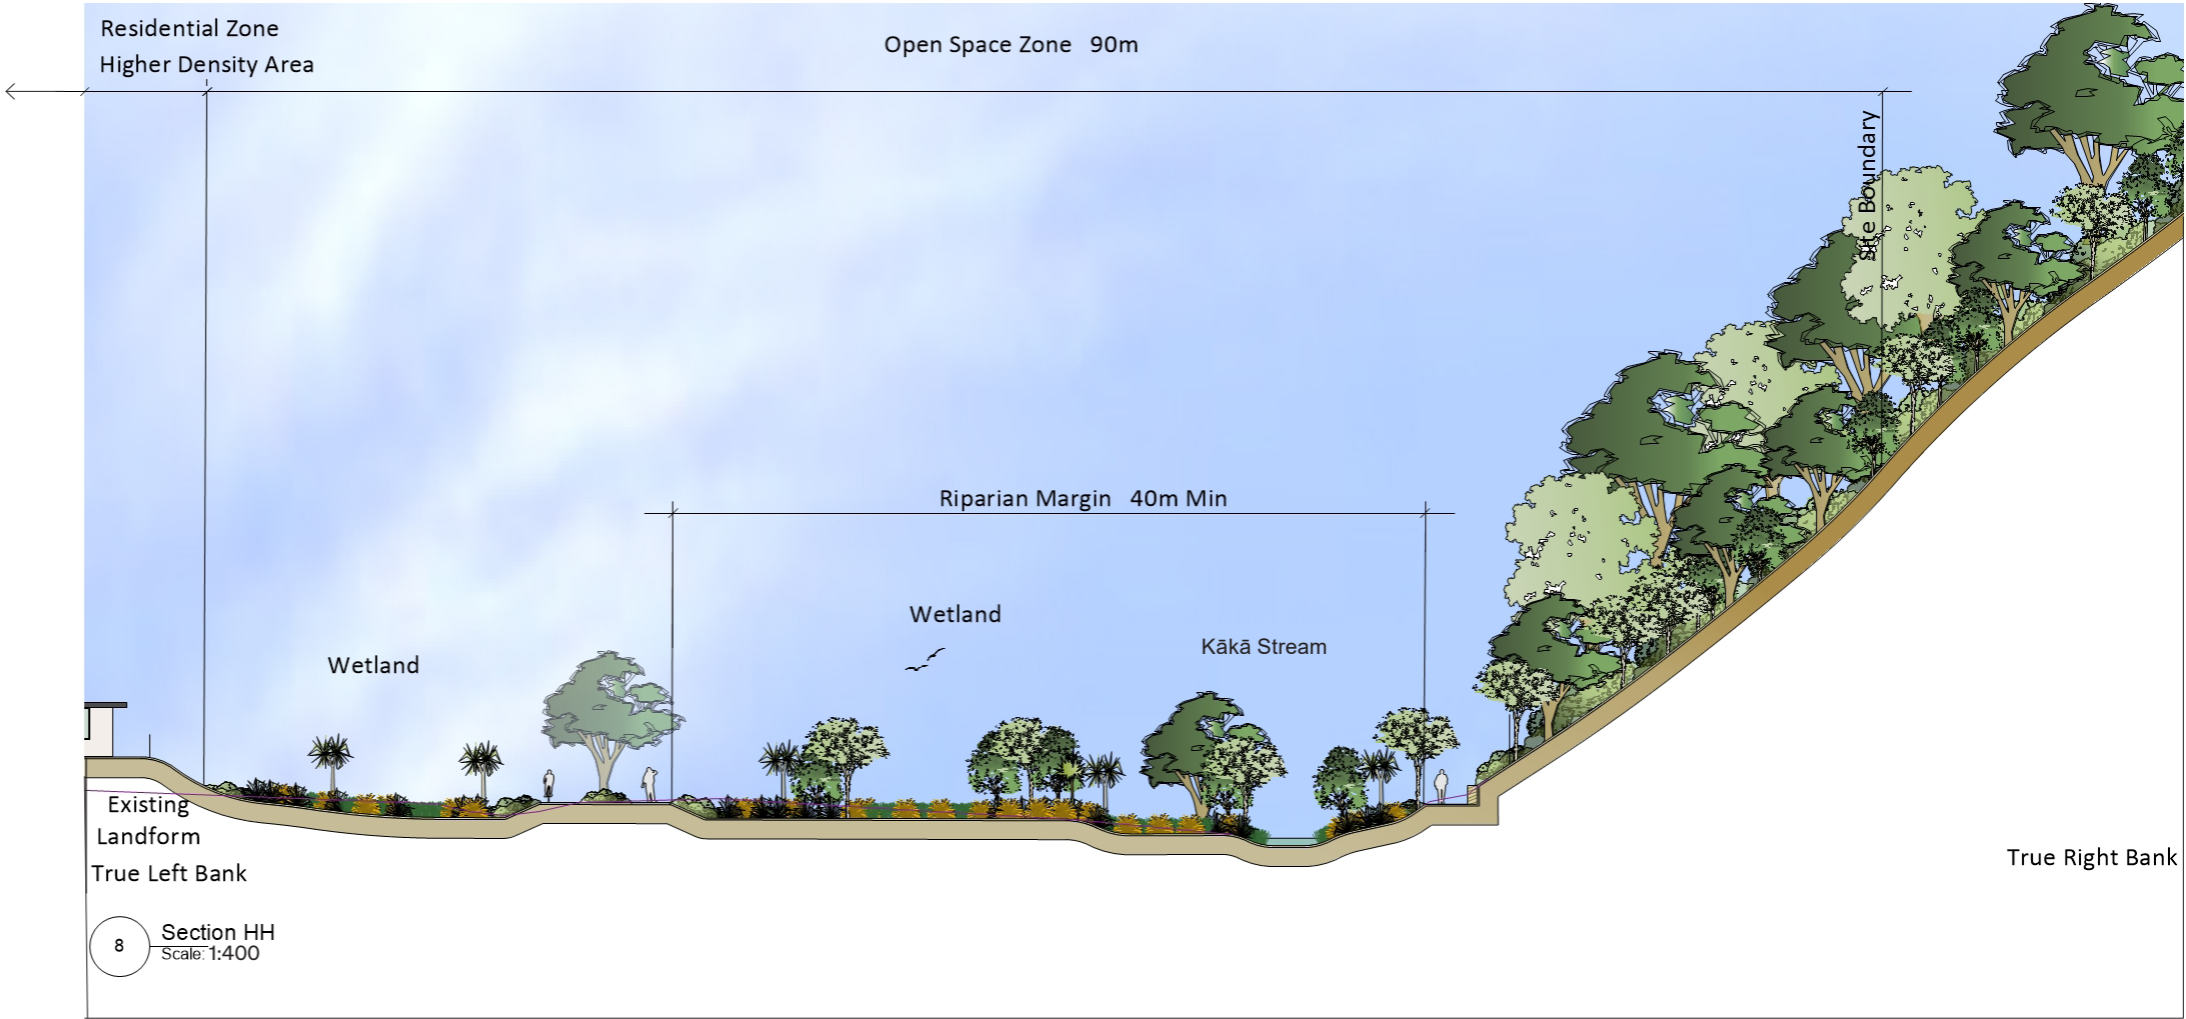 Residential Zone
Higher Density Area
Open Space Zone 90m
Site Boundary
Riparian Margin 40m Min
Wetland
Kākā Stream
Wetland
Existing
Landform
True Left Bank
True Right Bank
8
Section HH
Scale: 1:400